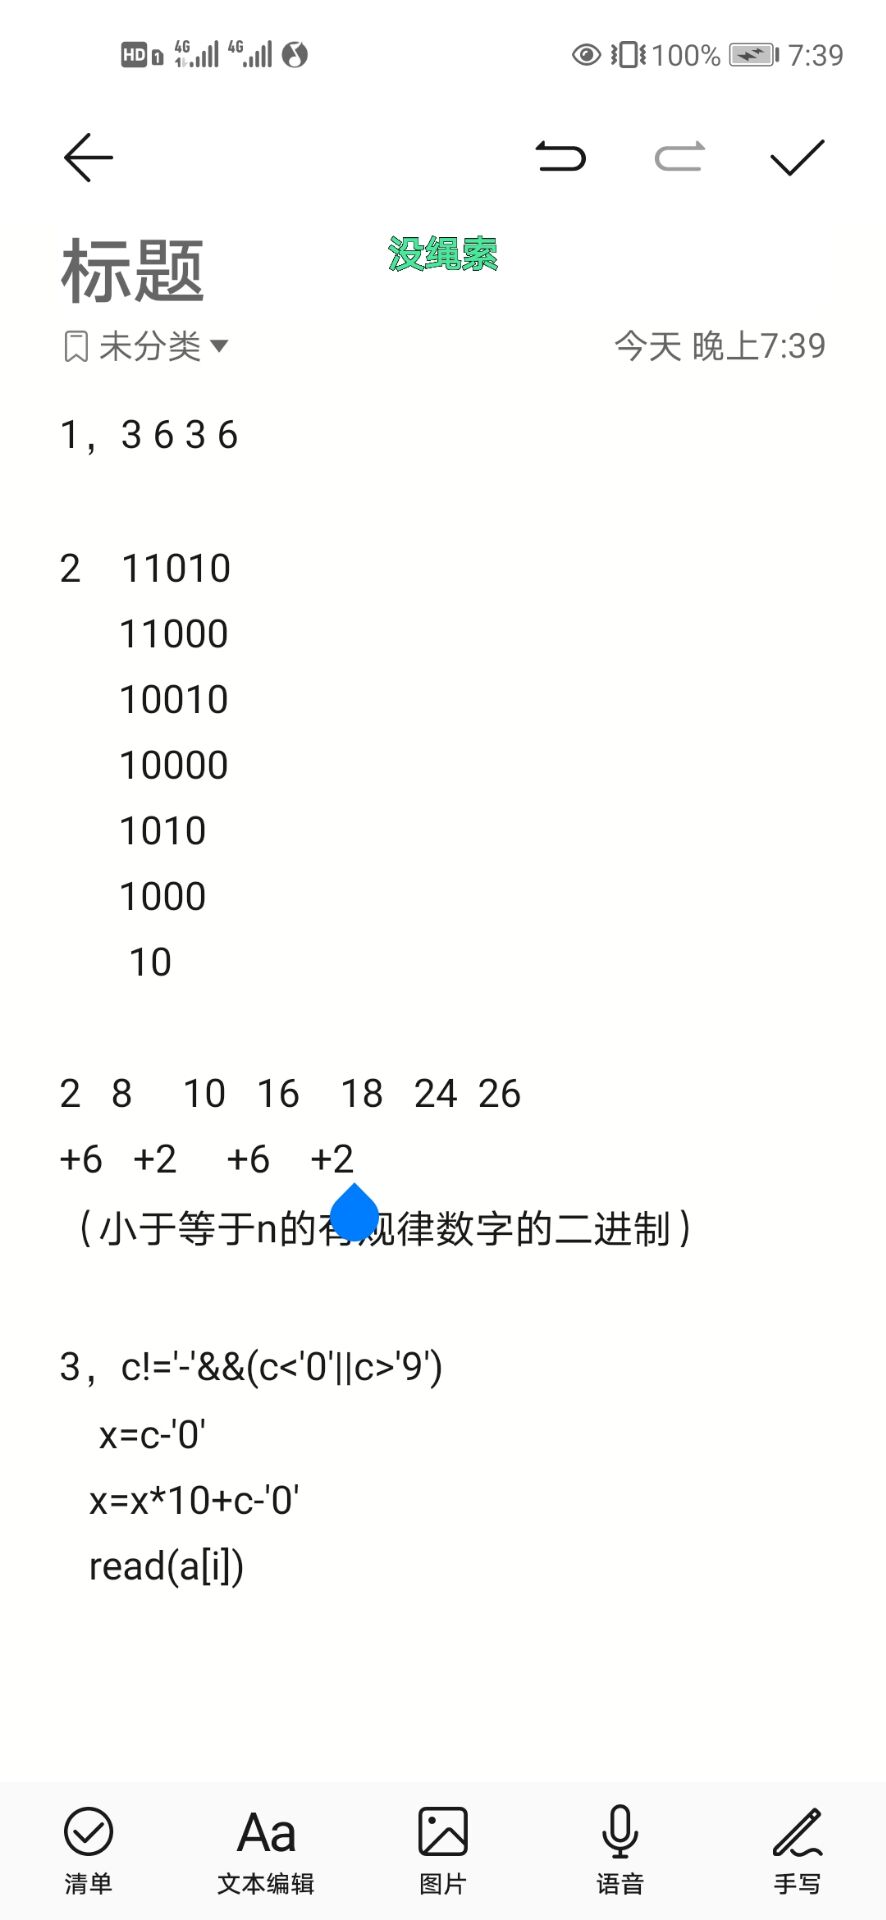 HD 1 4G 4G 100% 7:39
没绳索
标题
未分类 今天 晚上7:39
1，3 6 3 6
2 11010
11000
10010
10000
1010
1000
10
2 8 10 16 18 24 26
+6 +2 +6 +2
（小于等于n的有规律数字的二进制）
3，c!='-'&&(c<'0'||c>'9')
x=c-'0'
x=x*10+c-'0'
read(a[i])
Aa
清单 文本编辑 图片 语音 手写